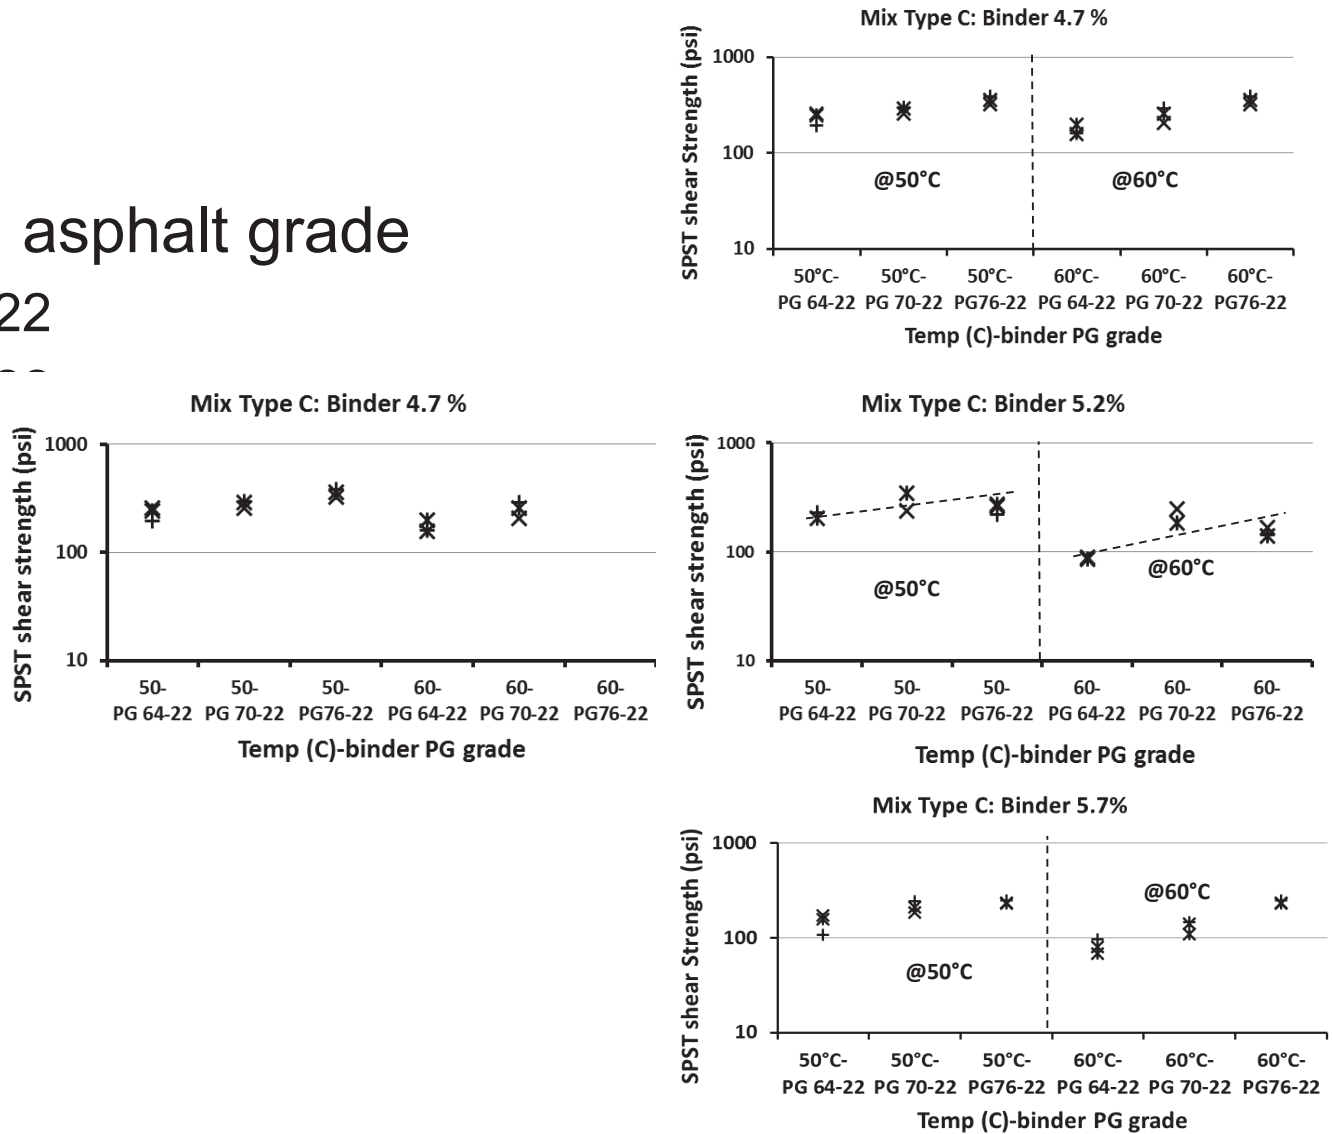 asphalt grade
22
Mix Type C: Binder 4.7 %
SPST shear Strength (psi)
1000
100
10
@50°C
@60°C
50°C- 50°C- 50°C- 60°C- 60°C- 60°C-
PG 64-22 PG 70-22 PG76-22 PG 64-22 PG 70-22 PG76-22
Temp (C)-binder PG grade
Mix Type C: Binder 4.7 %
SPST shear strength (psi)
1000
100
10
50- 50- 50- 60- 60- 60-
PG 64-22 PG 70-22 PG76-22 PG 64-22 PG 70-22 PG76-22
Temp (C)-binder PG grade
Mix Type C: Binder 5.2%
SPST shear strength (psi)
1000
100
10
@50°C
@60°C
50- 50- 50- 60- 60- 60-
PG 64-22 PG 70-22 PG76-22 PG 64-22 PG 70-22 PG76-22
Temp (C)-binder PG grade
Mix Type C: Binder 5.7%
SPST shear Strength (psi)
1000
100
10
@50°C
@60°C
50°C- 50°C- 50°C- 60°C- 60°C- 60°C-
PG 64-22 PG 70-22 PG76-22 PG 64-22 PG 70-22 PG76-22
Temp (C)-binder PG grade